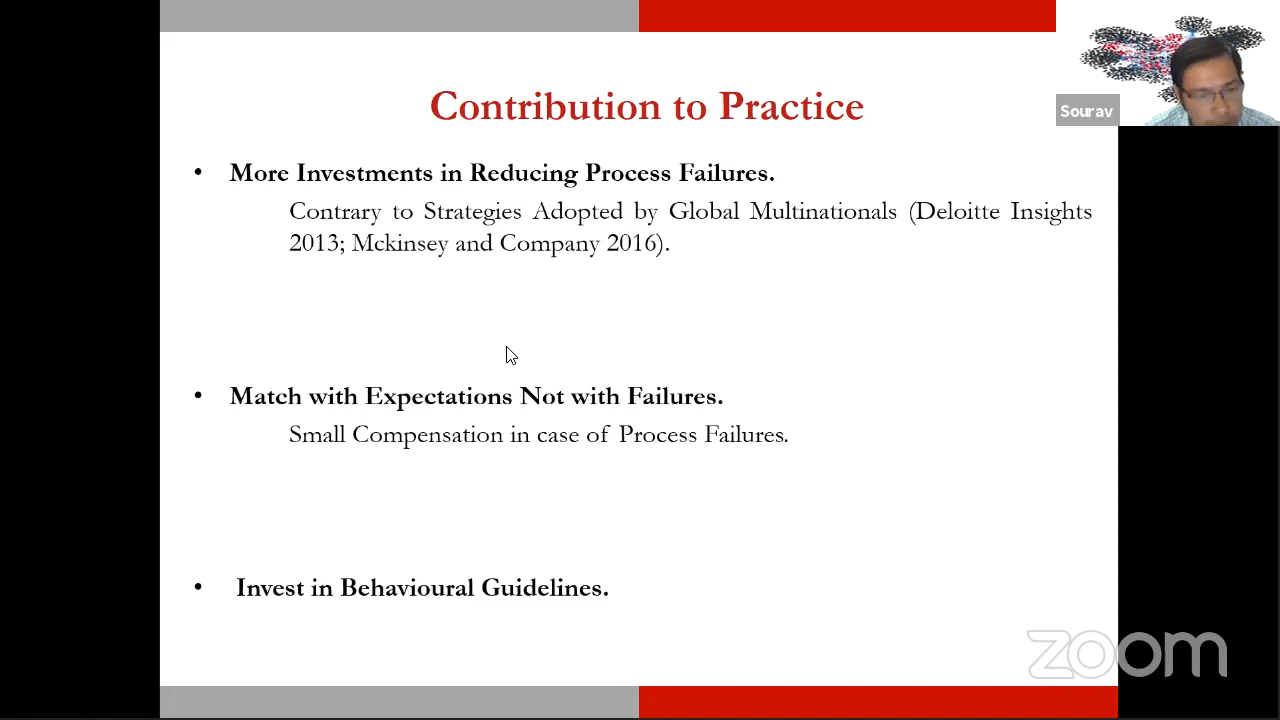 Contribution to Practice
Sourav
• More Investments in Reducing Process Failures.
Contrary to Strategies Adopted by Global Multinationals (Deloitte Insights
2013; Mckinsey and Company 2016).
• Match with Expectations Not with Failures.
Small Compensation in case of Process Failures.
• Invest in Behavioural Guidelines.
zoom